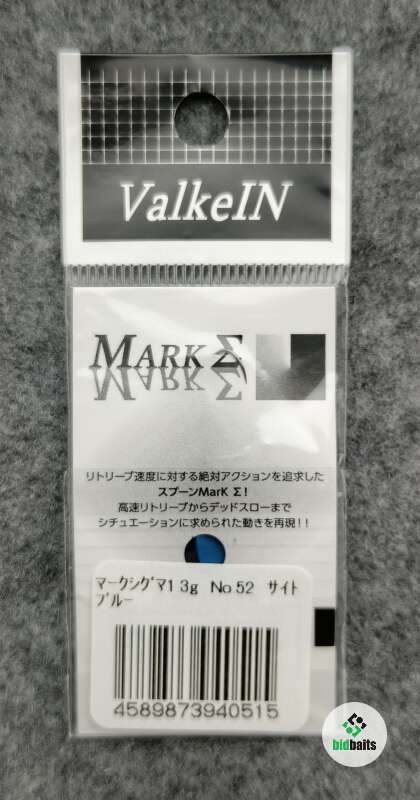 ValkeIN
MARK Σ
リトリーブ速度に対する絶対アクションを追求した
スプーンMarK Σ!
高速リトリーブからデッドスローまで
シチュエーションに求められた動きを再現!!
マークシグマ1 3g No.52 サイト
ブルー
4589873940515
bidbaits